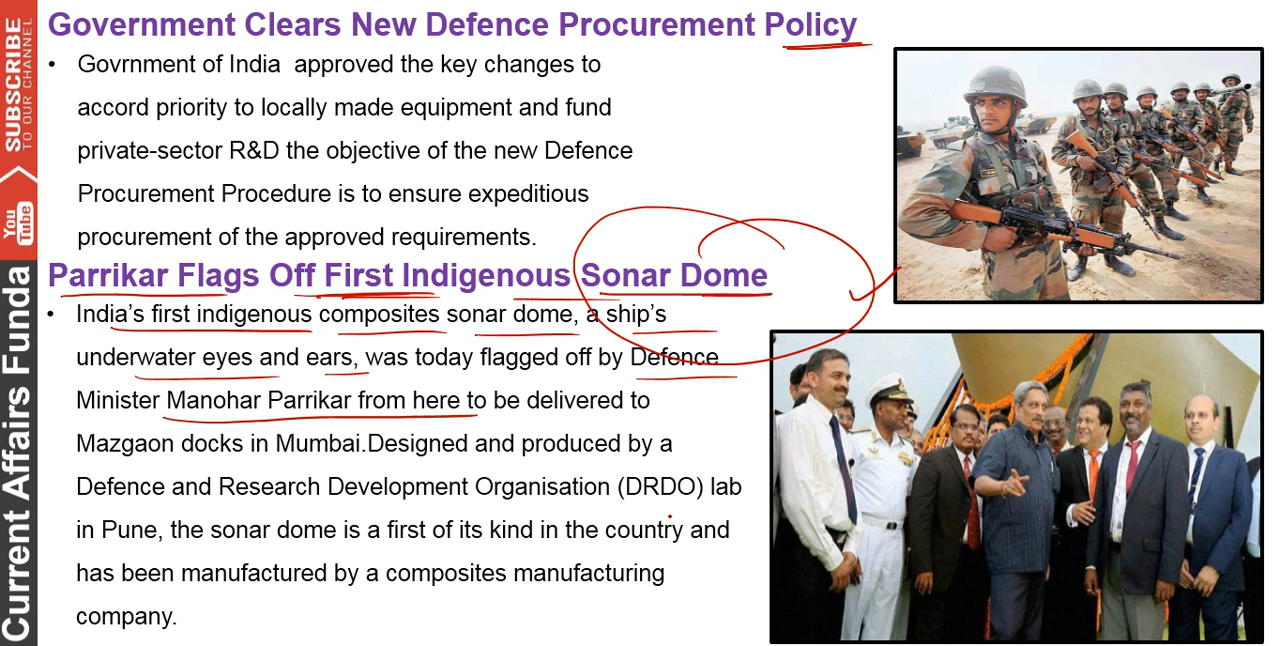 SUBSCRIBE
TO OUR CHANNEL
You
Tube
Current Affairs Funda
Government Clears New Defence Procurement Policy
• Govrnment of India approved the key changes to
accord priority to locally made equipment and fund
private-sector R&D the objective of the new Defence
Procurement Procedure is to ensure expeditious
procurement of the approved requirements.
Parrikar Flags Off First Indigenous Sonar Dome
• India's first indigenous composites sonar dome, a ship's
underwater eyes and ears, was today flagged off by Defence
Minister Manohar Parrikar from here to be delivered to
Mazgaon docks in Mumbai.Designed and produced by a
Defence and Research Development Organisation (DRDO) lab
in Pune, the sonar dome is a first of its kind in the country and
has been manufactured by a composites manufacturing
company.